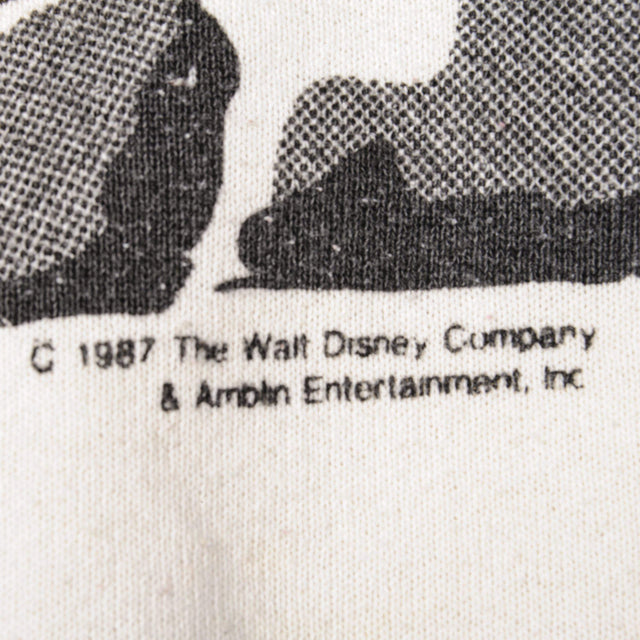 © 1987 The Walt Disney Company
& Amblin Entertainment, Inc